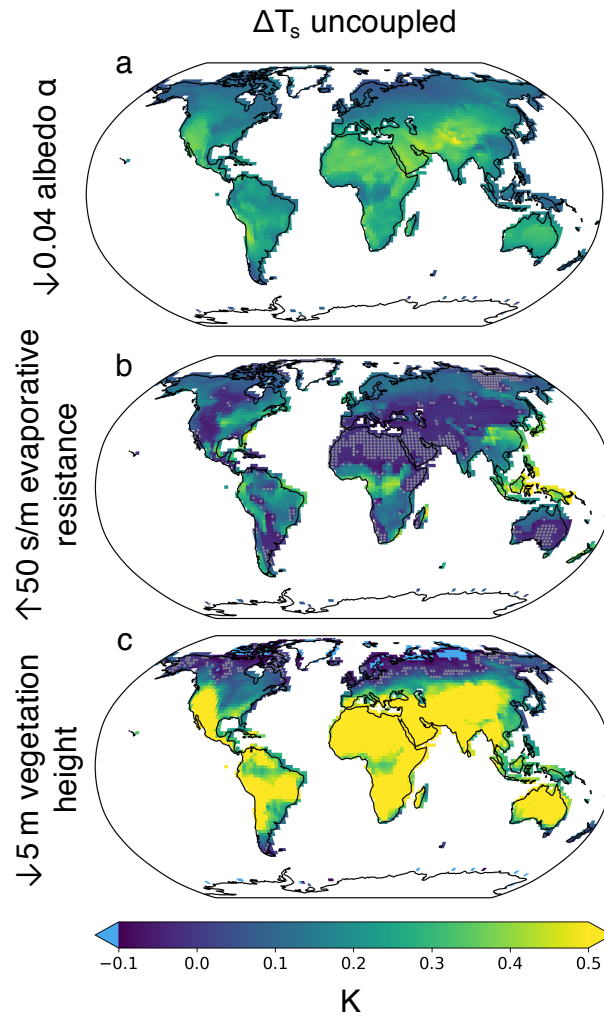 ΔTₛ uncoupled
a
↓0.04 albedo α
b
↑50 s/m evaporative
resistance
c
↓5 m vegetation
height
−0.1 0.0 0.1 0.2 0.3 0.4 0.5
K